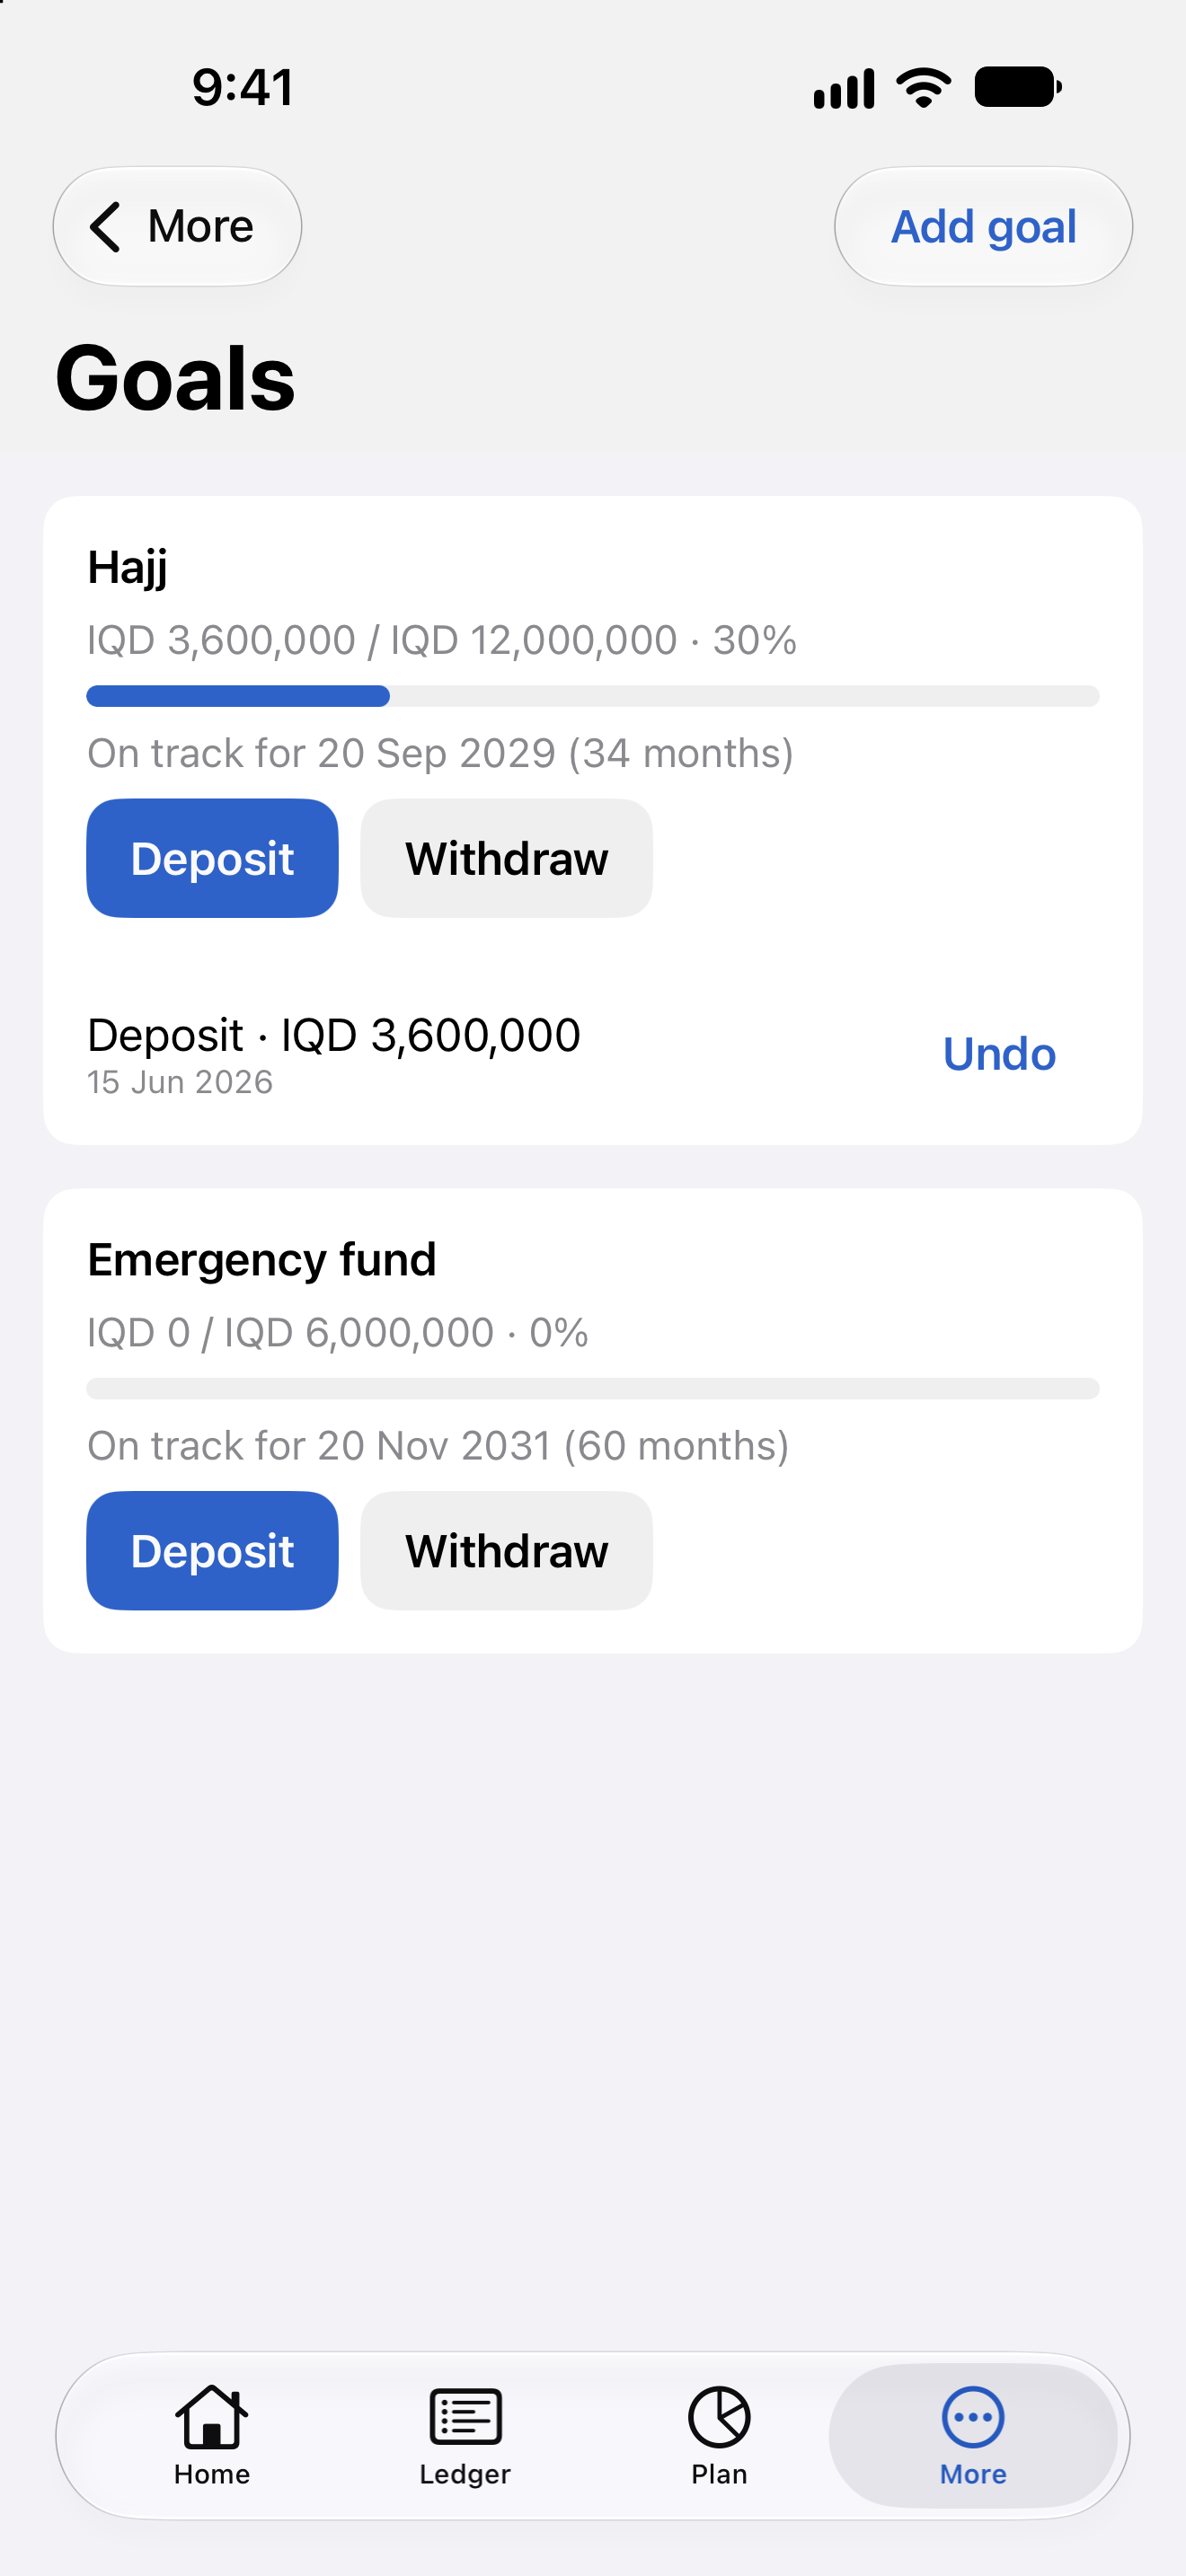 9:41
More
Add goal
Goals
Hajj
IQD 3,600,000 / IQD 12,000,000 · 30%
On track for 20 Sep 2029 (34 months)
Deposit
Withdraw
Deposit · IQD 3,600,000
15 Jun 2026
Undo
Emergency fund
IQD 0 / IQD 6,000,000 · 0%
On track for 20 Nov 2031 (60 months)
Deposit
Withdraw
Home
Ledger
Plan
More